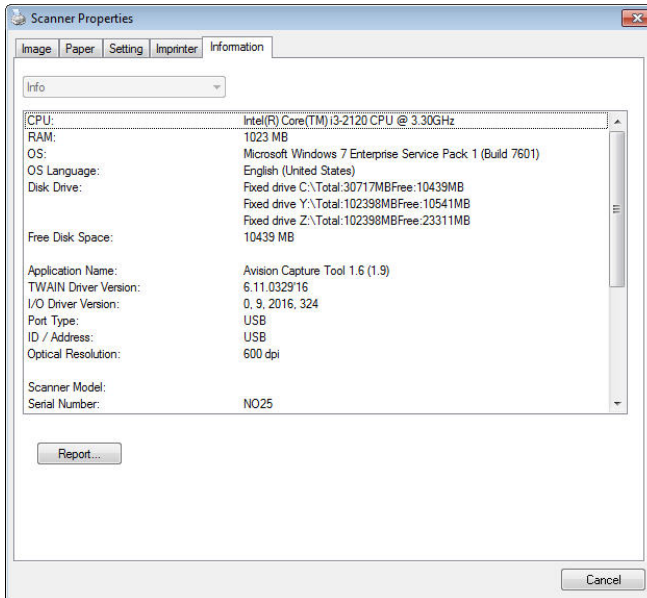 Scanner Properties
Image Paper Setting Imprinter Information
Info
CPU: Intel(R) Core(TM) i3-2120 CPU @ 3.30GHz
RAM: 1023 MB
OS: Microsoft Windows 7 Enterprise Service Pack 1 (Build 7601)
OS Language: English (United States)
Disk Drive: Fixed drive C:\Total:30717MBFree:10439MB
Fixed drive Y:\Total:102398MBFree:10541MB
Fixed drive Z:\Total:102398MBFree:23311MB
Free Disk Space: 10439 MB
Application Name: Avision Capture Tool 1.6 (1.9)
TWAIN Driver Version: 6.11.0329'16
I/O Driver Version: 0, 9, 2016, 324
Port Type: USB
ID / Address: USB
Optical Resolution: 600 dpi
Scanner Model:
Serial Number: NO25
Report...
Cancel